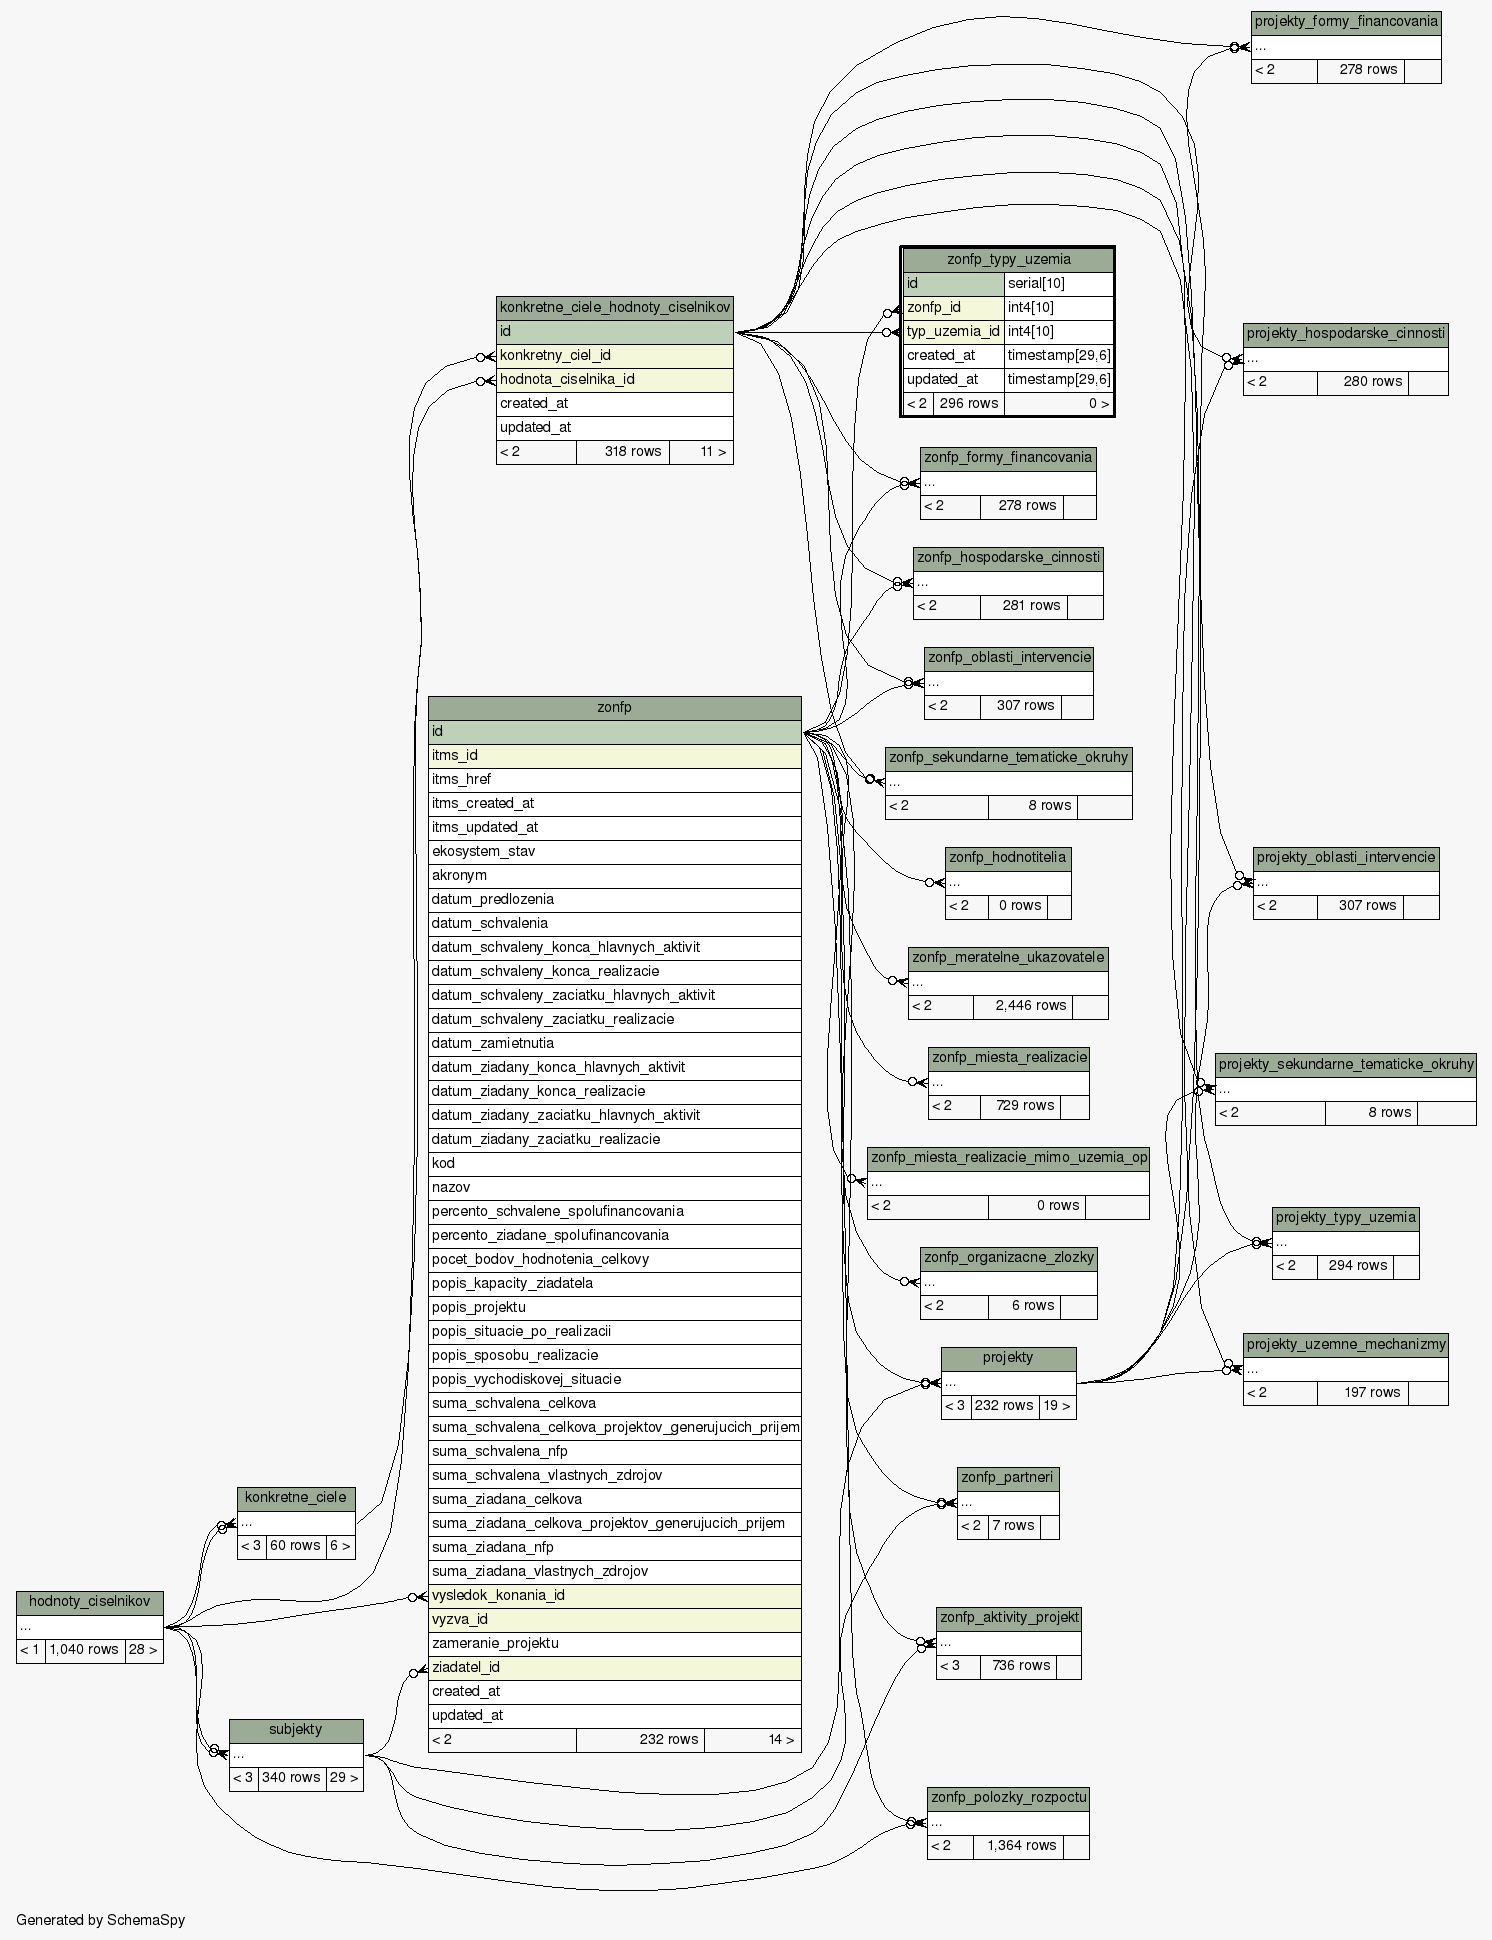 projekty_formy_financovania
...
< 2 278 rows
zonfp_typy_uzemia
id serial[10]
zonfp_id int4[10]
typ_uzemia_id int4[10]
created_at timestamp[29,6]
updated_at timestamp[29,6]
< 2 296 rows 0 >
konkretne_ciele_hodnoty_ciselnikov
id
konkretny_ciel_id
hodnota_ciselnika_id
created_at
updated_at
< 2 318 rows 11 >
projekty_hospodarske_cinnosti
...
< 2 280 rows
zonfp_formy_financovania
...
< 2 278 rows
zonfp_hospodarske_cinnosti
...
< 2 281 rows
zonfp_oblasti_intervencie
...
< 2 307 rows
zonfp_sekundarne_tematicke_okruhy
...
< 2 8 rows
zonfp_hodnotitelia
...
< 2 0 rows
zonfp_meratelne_ukazovatele
...
< 2 2,446 rows
zonfp_miesta_realizacie
...
< 2 729 rows
zonfp_miesta_realizacie_mimo_uzemia_op
...
< 2 0 rows
zonfp_organizacne_zlozky
...
< 2 6 rows
projekty
...
< 3 232 rows 19 >
zonfp_partneri
...
< 2 7 rows
zonfp_aktivity_projekt
...
< 3 736 rows
zonfp_polozky_rozpoctu
...
< 2 1,364 rows
projekty_oblasti_intervencie
...
< 2 307 rows
projekty_sekundarne_tematicke_okruhy
...
< 2 8 rows
projekty_typy_uzemia
...
< 2 294 rows
projekty_uzemne_mechanizmy
...
< 2 197 rows
zonfp
id
itms_id
itms_href
itms_created_at
itms_updated_at
ekosystem_stav
akronym
datum_predlozenia
datum_schvalenia
datum_schvaleny_konca_hlavnych_aktivit
datum_schvaleny_konca_realizacie
datum_schvaleny_zaciatku_hlavnych_aktivit
datum_schvaleny_zaciatku_realizacie
datum_zamietnutia
datum_ziadany_konca_hlavnych_aktivit
datum_ziadany_konca_realizacie
datum_ziadany_zaciatku_hlavnych_aktivit
datum_ziadany_zaciatku_realizacie
kod
nazov
percento_schvalene_spolufinancovania
percento_ziadane_spolufinancovania
pocet_bodov_hodnotenia_celkovy
popis_kapacity_ziadatela
popis_projektu
popis_situacie_po_realizacii
popis_sposobu_realizacie
popis_vychodiskovej_situacie
suma_schvalena_celkova
suma_schvalena_celkova_projektov_generujucich_prijem
suma_schvalena_nfp
suma_schvalena_vlastnych_zdrojov
suma_ziadana_celkova
suma_ziadana_celkova_projektov_generujucich_prijem
suma_ziadana_nfp
suma_ziadana_vlastnych_zdrojov
vysledok_konania_id
vyzva_id
zameranie_projektu
ziadatel_id
created_at
updated_at
< 2 232 rows 14 >
konkretne_ciele
...
< 3 60 rows 6 >
hodnoty_ciselnikov
...
< 1 1,040 rows 28 >
subjekty
...
< 3 340 rows 29 >
Generated by SchemaSpy